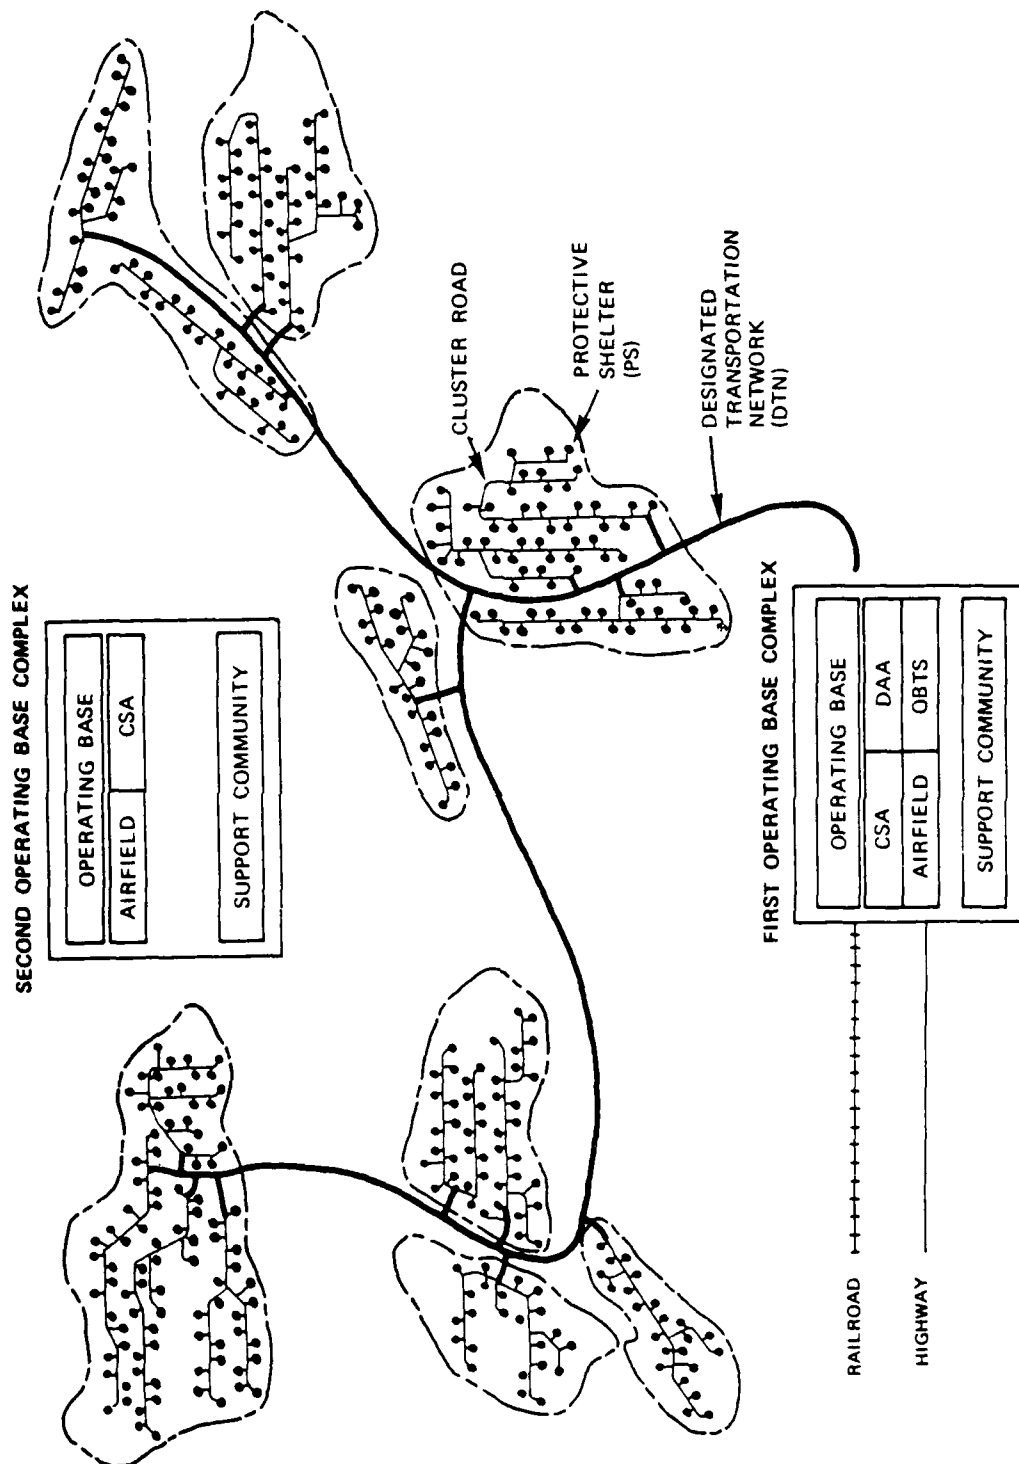 SECOND OPERATING BASE COMPLEX
OPERATING BASE
AIRFIELD
CSA
SUPPORT COMMUNITY
CLUSTER ROAD
PROTECTIVE
SHELTER
(PS)
DESIGNATED
TRANSPORTATION
NETWORK
(DTN)
FIRST OPERATING BASE COMPLEX
OPERATING BASE
CSA
DAA
AIRFIELD
OBTS
SUPPORT COMMUNITY
RAILROAD
HIGHWAY